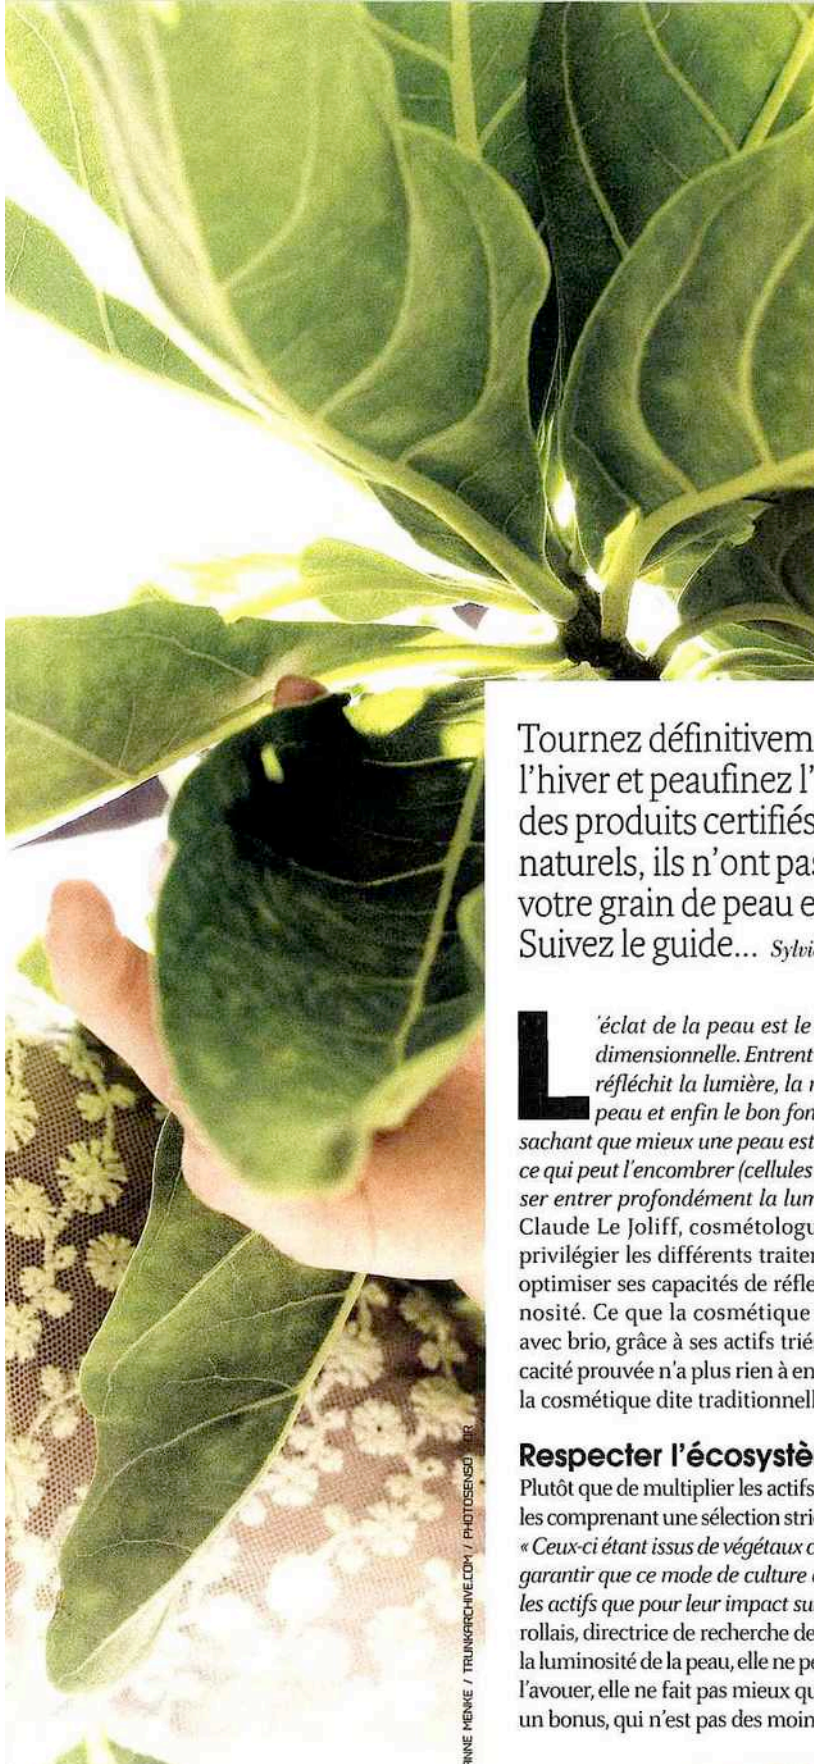 Tournez définitivem
l'hiver et peaufinez l'
des produits certifiés
naturels, ils n'ont pas
votre grain de peau e
Suivez le guide... Sylvi
L'éclat de la peau est le
dimensionnelle. Entrent
réfléchit la lumière, la
peau et enfin le bon fon
sachant que mieux une peau est
ce qui peut l'encombrer (cellules
ser entrer profondément la lum
Claude Le Joliff, cosmétologu
privilégier les différents traite
optimiser ses capacités de réfle
nosité. Ce que la cosmétique
avec brio, grâce à ses actifs trié
cacité prouvée n'a plus rien à en
la cosmétique dite traditionnell
Respecter l'écosystè
Plutôt que de multiplier les actifs
les comprenant une sélection stri
« Ceux-ci étant issus de végétaux c
garantir que ce mode de culture
les actifs que pour leur impact su
rollais, directrice de recherche de
la luminosité de la peau, elle ne pe
l'avouer, elle ne fait pas mieux qu
un bonus, qui n'est pas des moin
ANNE MENKE / TRUNKARCHIVE.COM / PHOTOSENSO DR